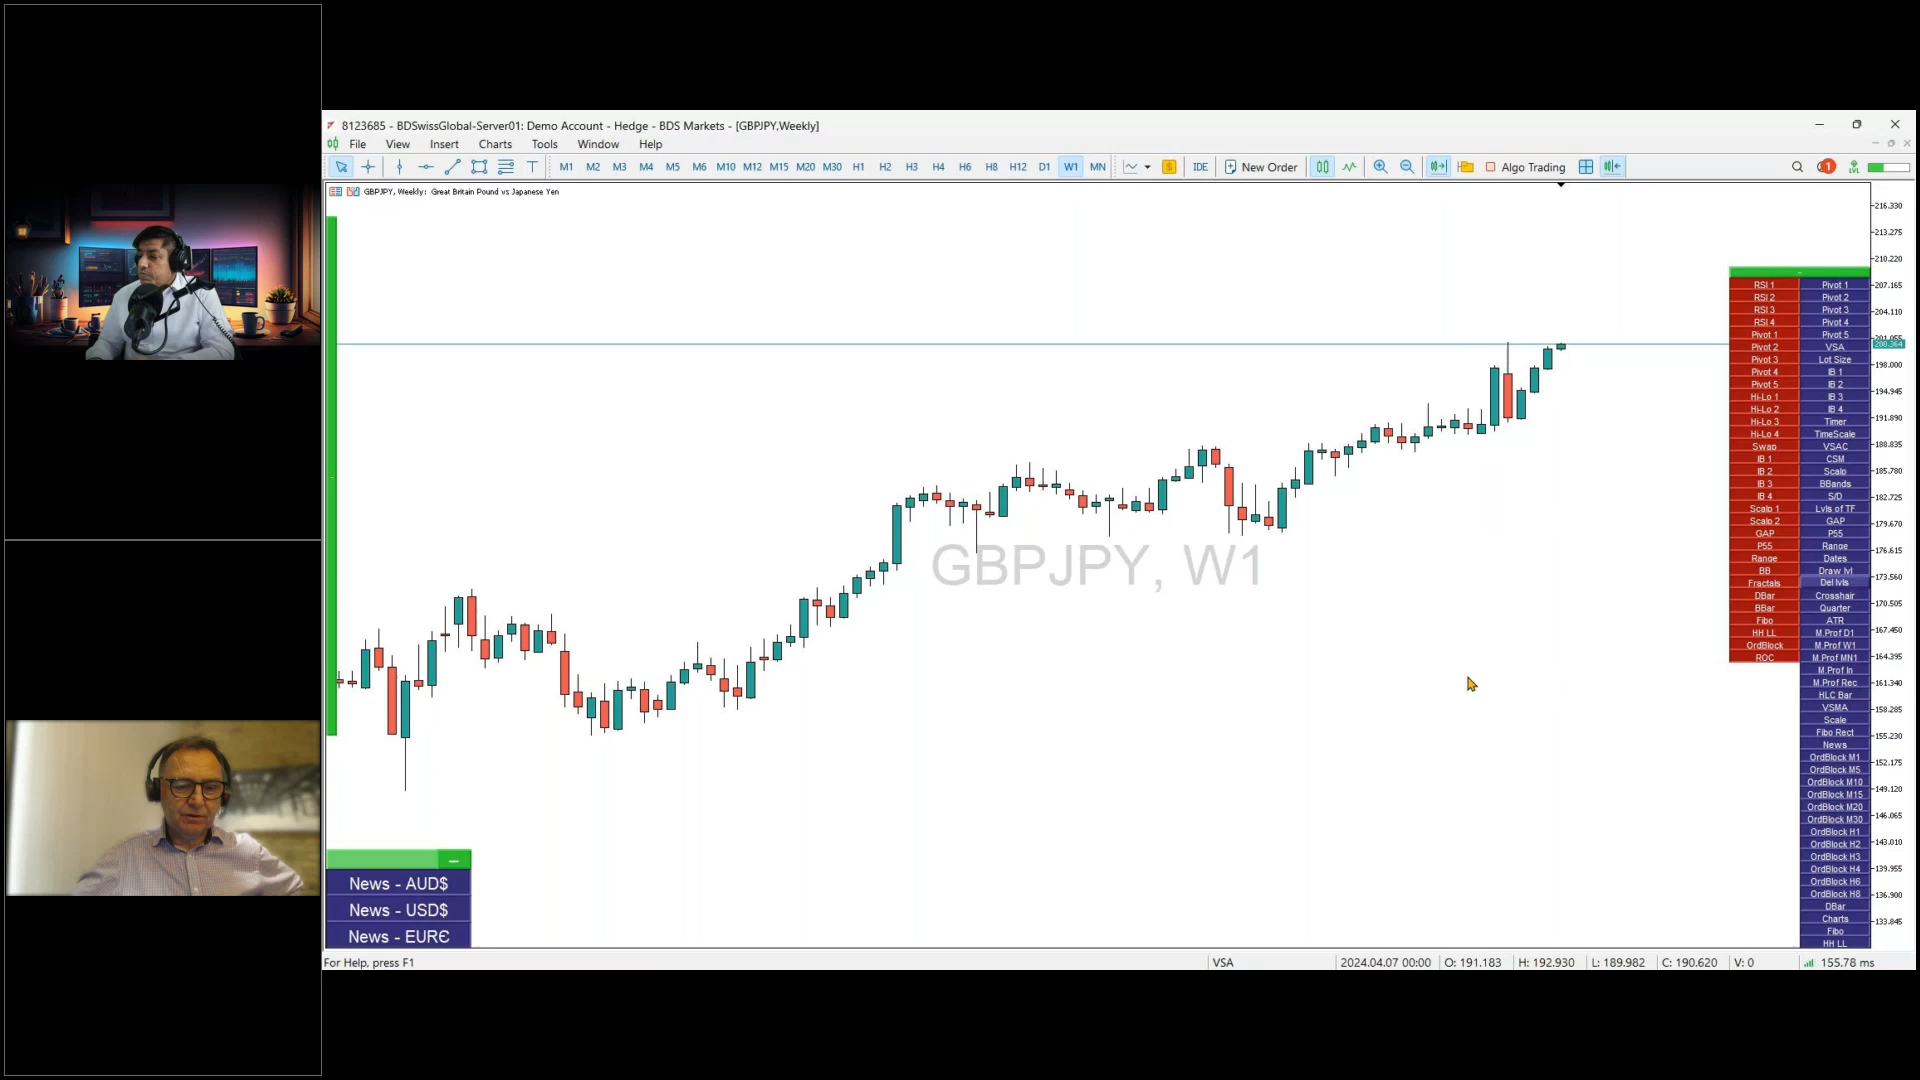 8123685 - BDSwissGlobal-Server01: Demo Account - Hedge - BDS Markets - [GBPJPY,Weekly]
File View Insert Charts Tools Window Help
M1 M2 M3 M4 M5 M6 M10 M12 M15 M20 M30 H1 H2 H3 H4 H6 H8 H12 D1 W1 MN IDE New Order Algo Trading 1 LVL
GBPJPY, Weekly: Great Britain Pound vs Japanese Yen
216.330
213.275
210.220
207.165
204.110
201.055
200.364
198.000
194.945
191.890
188.835
185.780
182.725
179.670
176.615
173.560
170.505
167.450
164.395
161.340
158.285
155.230
152.175
149.120
146.065
143.010
139.955
136.900
133.845
RSI 1 Pivot 1
RSI 2 Pivot 2
RSI 3 Pivot 3
RSI 4 Pivot 4
Pivot 1 Pivot 5
Pivot 2 VSA
Pivot 3 Lot Size
Pivot 4 IB 1
Pivot 5 IB 2
Hi-Lo 1 IB 3
Hi-Lo 2 IB 4
Hi-Lo 3 Timer
Hi-Lo 4 TimeScale
Swap VSAC
IB 1 CSM
IB 2 Scalp
IB 3 BBands
IB 4 S/D
Scalp 1 Lvls of TF
Scalp 2 GAP
GAP P55
P55 Range
Range Dates
BB Draw lvl
Fractals Del lvls
DBar Crosshair
BBar Quarter
Fibo ATR
HH LL M.Prof D1
OrdBlock M.Prof W1
ROC M.Prof MN1
M.Prof In
M.Prof Rec
HLC Bar
VSMA
Scale
Fibo Rect
News
OrdBlock M1
OrdBlock M5
OrdBlock M10
OrdBlock M15
OrdBlock M20
OrdBlock M30
OrdBlock H1
OrdBlock H2
OrdBlock H3
OrdBlock H4
OrdBlock H6
OrdBlock H8
DBar
Charts
Fibo
HH LL
GBPJPY, W1
News - AUD$
News - USD$
News - EUR€
For Help, press F1 VSA 2024.04.07 00:00 O: 191.183 H: 192.930 L: 189.982 C: 190.620 V: 0 155.78 ms